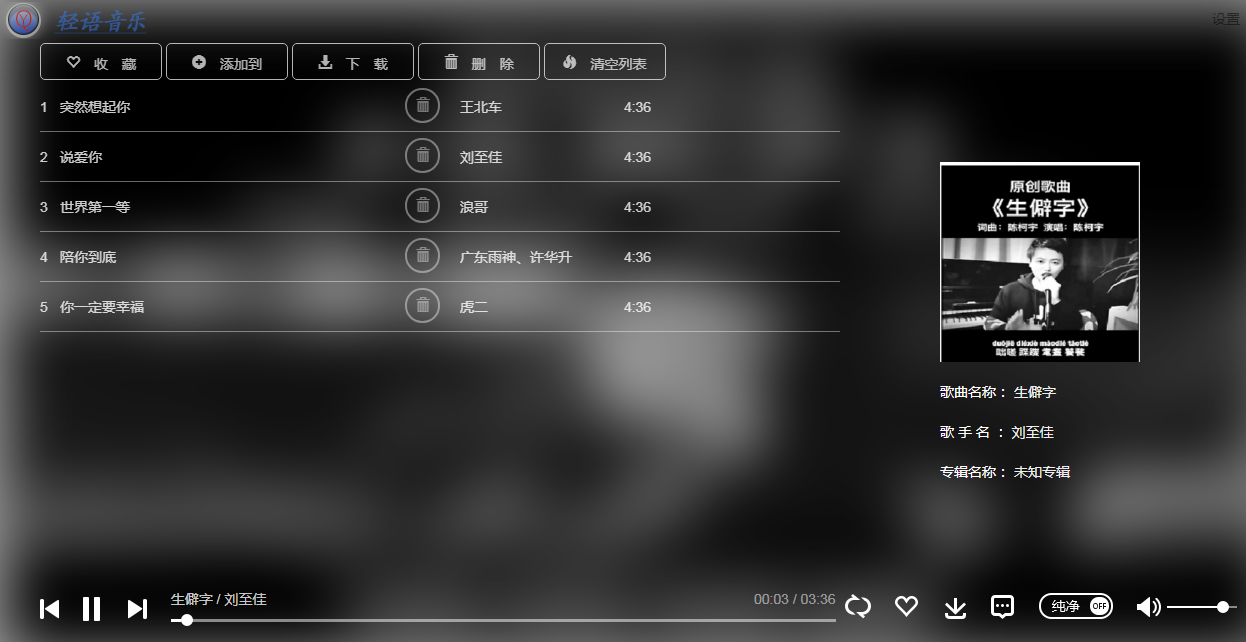 轻语音乐
设置
收 藏 添加到 下 载 删 除 清空列表
1 突然想起你 王北车 4:36
2 说爱你 刘至佳 4:36
3 世界第一等 浪哥 4:36
4 陪你到底 广东雨神、许华升 4:36
5 你一定要幸福 虎二 4:36
原创歌曲
《生僻字》
词曲：陈柯宇 演唱：陈柯宇
duōjiē diéxiè màodié tāotiè
咄嗟 蹀躞 耄耋 饕餮
歌曲名称： 生僻字
歌 手 名 ： 刘至佳
专辑名称： 未知专辑
生僻字 / 刘至佳
00:03 / 03:36
纯净 OFF